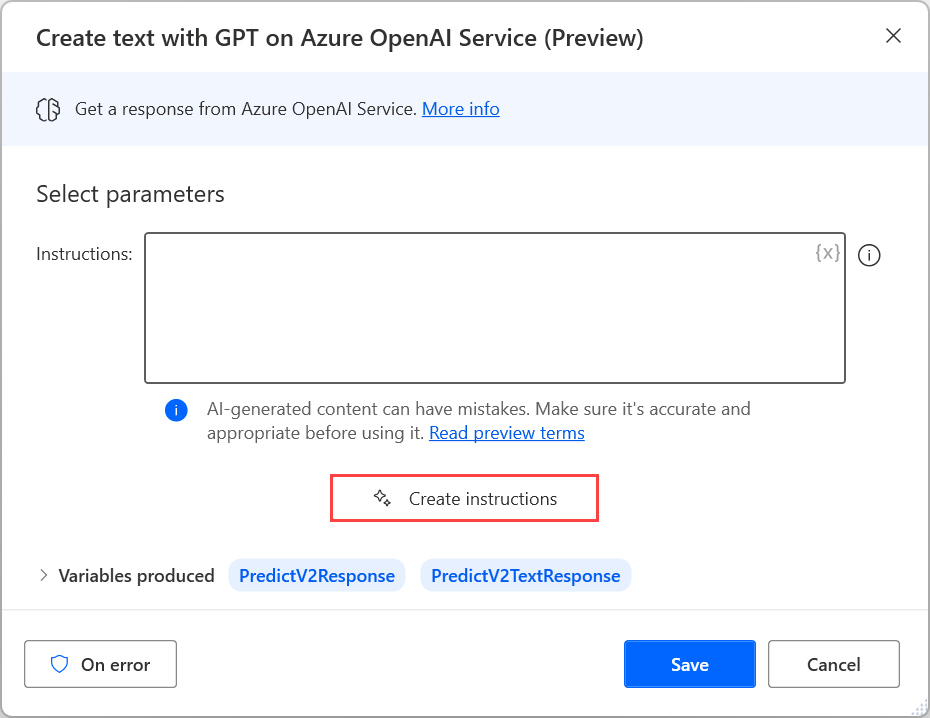 Create text with GPT on Azure OpenAI Service (Preview)
Get a response from Azure OpenAI Service. More info
Select parameters
Instructions:
{x}
i
i
AI-generated content can have mistakes. Make sure it's accurate and
appropriate before using it. Read preview terms
Create instructions
Variables produced PredictV2Response PredictV2TextResponse
On error Save Cancel